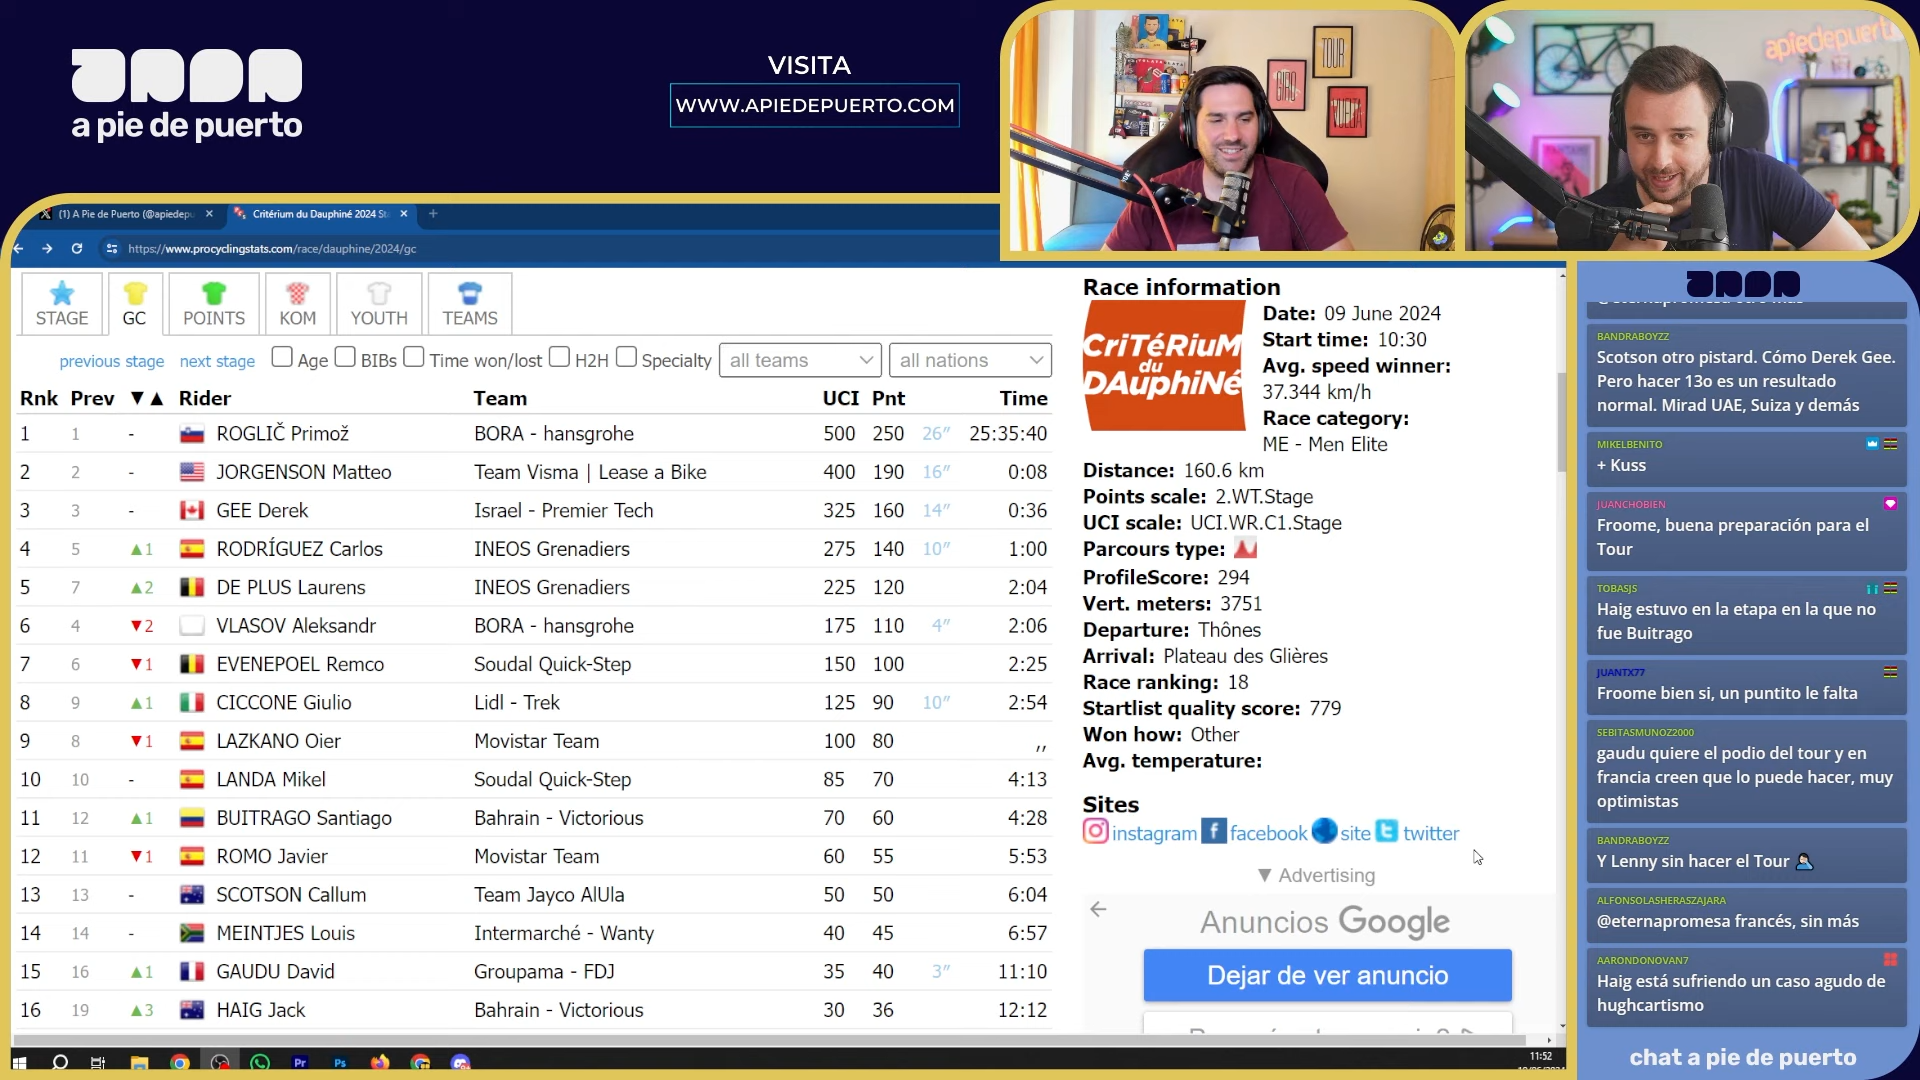 a pie de puerto
VISITA
WWW.APIEDEPUERTO.COM
TOUR
GIRO
VUELTA
(1) A Pie de Puerto (@apiedepu
Critérium du Dauphiné 2024 St
https://www.procyclingstats.com/race/dauphine/2024/gc
STAGE
GC
POINTS
KOM
YOUTH
TEAMS
previous stage next stage Age BIBs Time won/lost H2H Specialty all teams all nations
Rnk Prev ▼▲ Rider Team UCI Pnt Time
1 1 - ROGLIČ Primož BORA - hansgrohe 500 250 26″ 25:35:40
2 2 - JORGENSON Matteo Team Visma | Lease a Bike 400 190 16″ 0:08
3 3 - GEE Derek Israel - Premier Tech 325 160 14″ 0:36
4 5 ▲1 RODRÍGUEZ Carlos INEOS Grenadiers 275 140 10″ 1:00
5 7 ▲2 DE PLUS Laurens INEOS Grenadiers 225 120 2:04
6 4 ▼2 VLASOV Aleksandr BORA - hansgrohe 175 110 4″ 2:06
7 6 ▼1 EVENEPOEL Remco Soudal Quick-Step 150 100 2:25
8 9 ▲1 CICCONE Giulio Lidl - Trek 125 90 10″ 2:54
9 8 ▼1 LAZKANO Oier Movistar Team 100 80 ,,
10 10 - LANDA Mikel Soudal Quick-Step 85 70 4:13
11 12 ▲1 BUITRAGO Santiago Bahrain - Victorious 70 60 4:28
12 11 ▼1 ROMO Javier Movistar Team 60 55 5:53
13 13 - SCOTSON Callum Team Jayco AlUla 50 50 6:04
14 14 - MEINTJES Louis Intermarché - Wanty 40 45 6:57
15 16 ▲1 GAUDU David Groupama - FDJ 35 40 3″ 11:10
16 19 ▲3 HAIG Jack Bahrain - Victorious 30 36 12:12
Race information
CRiTéRiuM
du
DAuphiNé
Date: 09 June 2024
Start time: 10:30
Avg. speed winner:
37.344 km/h
Race category:
ME - Men Elite
Distance: 160.6 km
Points scale: 2.WT.Stage
UCI scale: UCI.WR.C1.Stage
Parcours type:
ProfileScore: 294
Vert. meters: 3751
Departure: Thônes
Arrival: Plateau des Glières
Race ranking: 18
Startlist quality score: 779
Won how: Other
Avg. temperature:
Sites
instagram facebook site twitter
▼ Advertising
Anuncios Google
Dejar de ver anuncio
11:52
BANDRABOYZZ
Scotson otro pistard. Cómo Derek Gee.
Pero hacer 13o es un resultado
normal. Mirad UAE, Suiza y demás
MIKELBENITO
+ Kuss
JUANCHOBIEN
Froome, buena preparación para el
Tour
TOBASJS
Haig estuvo en la etapa en la que no
fue Buitrago
JUANTX77
Froome bien si, un puntito le falta
SEBITASMUNOZ2000
gaudu quiere el podio del tour y en
francia creen que lo puede hacer, muy
optimistas
BANDRABOYZZ
Y Lenny sin hacer el Tour
ALFONSOLASHERASZAJARA
@eternapromesa francés, sin más
AARONDONOVAN7
Haig está sufriendo un caso agudo de
hughcartismo
chat a pie de puerto